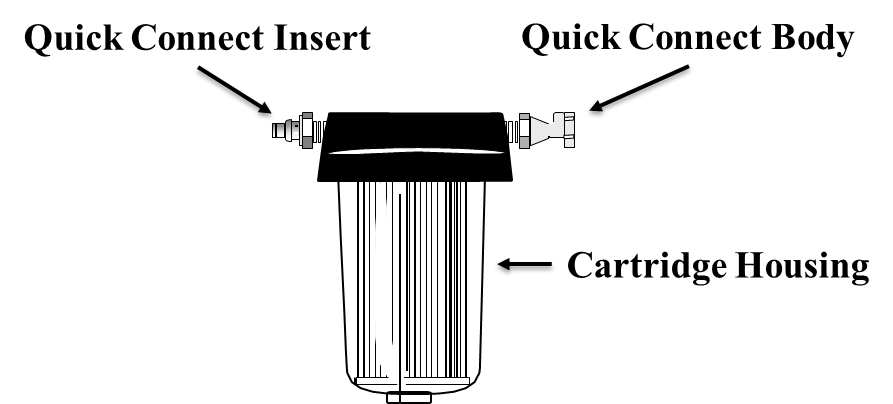 Quick Connect Insert
Quick Connect Body
Cartridge Housing